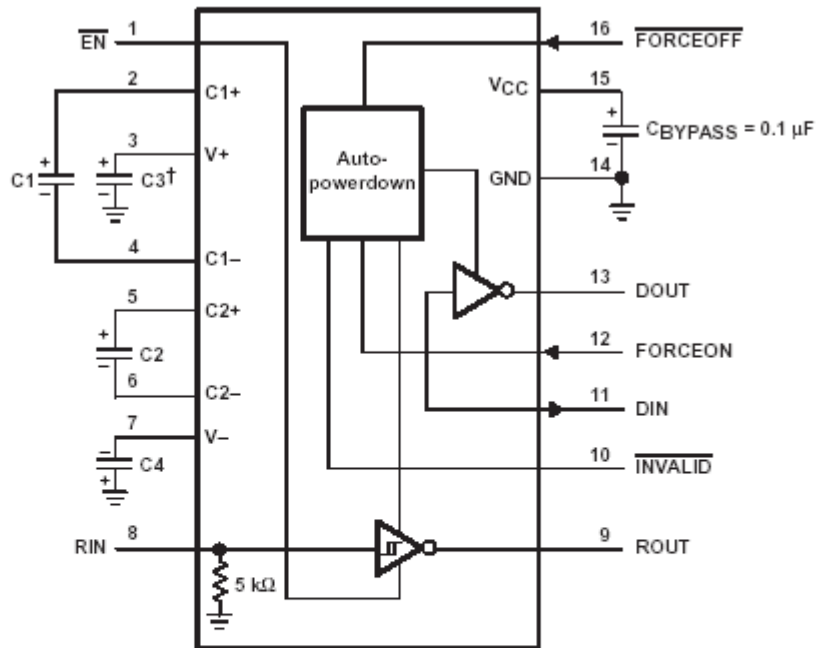 1
EN
16
FORCEOFF
2
C1+
VCC
15
+
CBYPASS = 0.1 µF
–
3
V+
+
C1
–
+
C3†
–
Auto-
powerdown
14
GND
4
C1–
5
C2+
13
DOUT
+
C2
–
12
FORCEON
6
C2–
11
DIN
7
V–
–
C4
+
10
INVALID
8
RIN
9
ROUT
5 kΩ